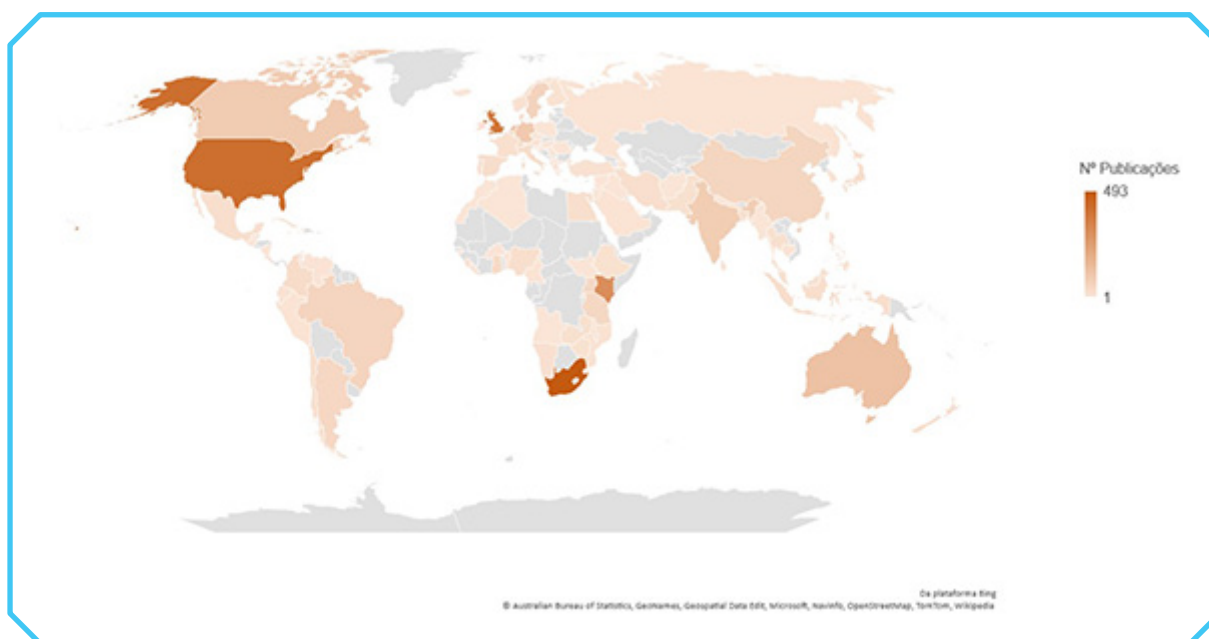 Nº Publicações
493
1
Da plataforma Bing
© Australian Bureau of Statistics, GeoNames, Geospatial Data Edit, Microsoft, Navinfo, OpenStreetMap, TomTom, Wikipedia